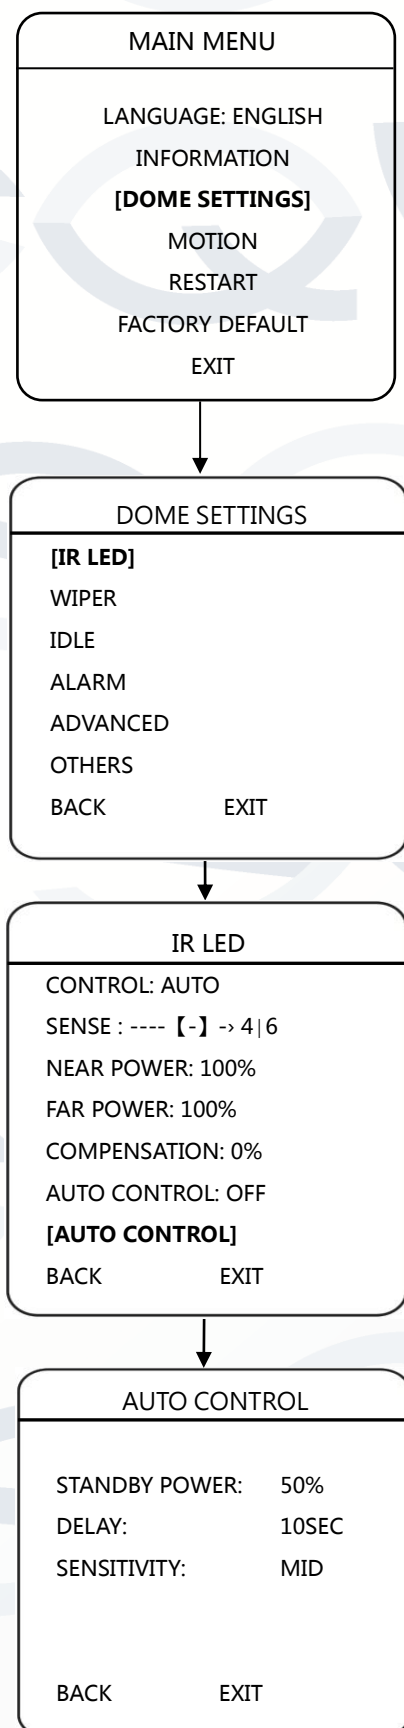 MAIN MENU
LANGUAGE: ENGLISH
INFORMATION
[DOME SETTINGS]
MOTION
RESTART
FACTORY DEFAULT
EXIT
DOME SETTINGS
[IR LED]
WIPER
IDLE
ALARM
ADVANCED
OTHERS
BACK EXIT
IR LED
CONTROL: AUTO
SENSE : ----【-】-› 4|6
NEAR POWER: 100%
FAR POWER: 100%
COMPENSATION: 0%
AUTO CONTROL: OFF
[AUTO CONTROL]
BACK EXIT
AUTO CONTROL
STANDBY POWER: 50%
DELAY: 10SEC
SENSITIVITY: MID
BACK EXIT